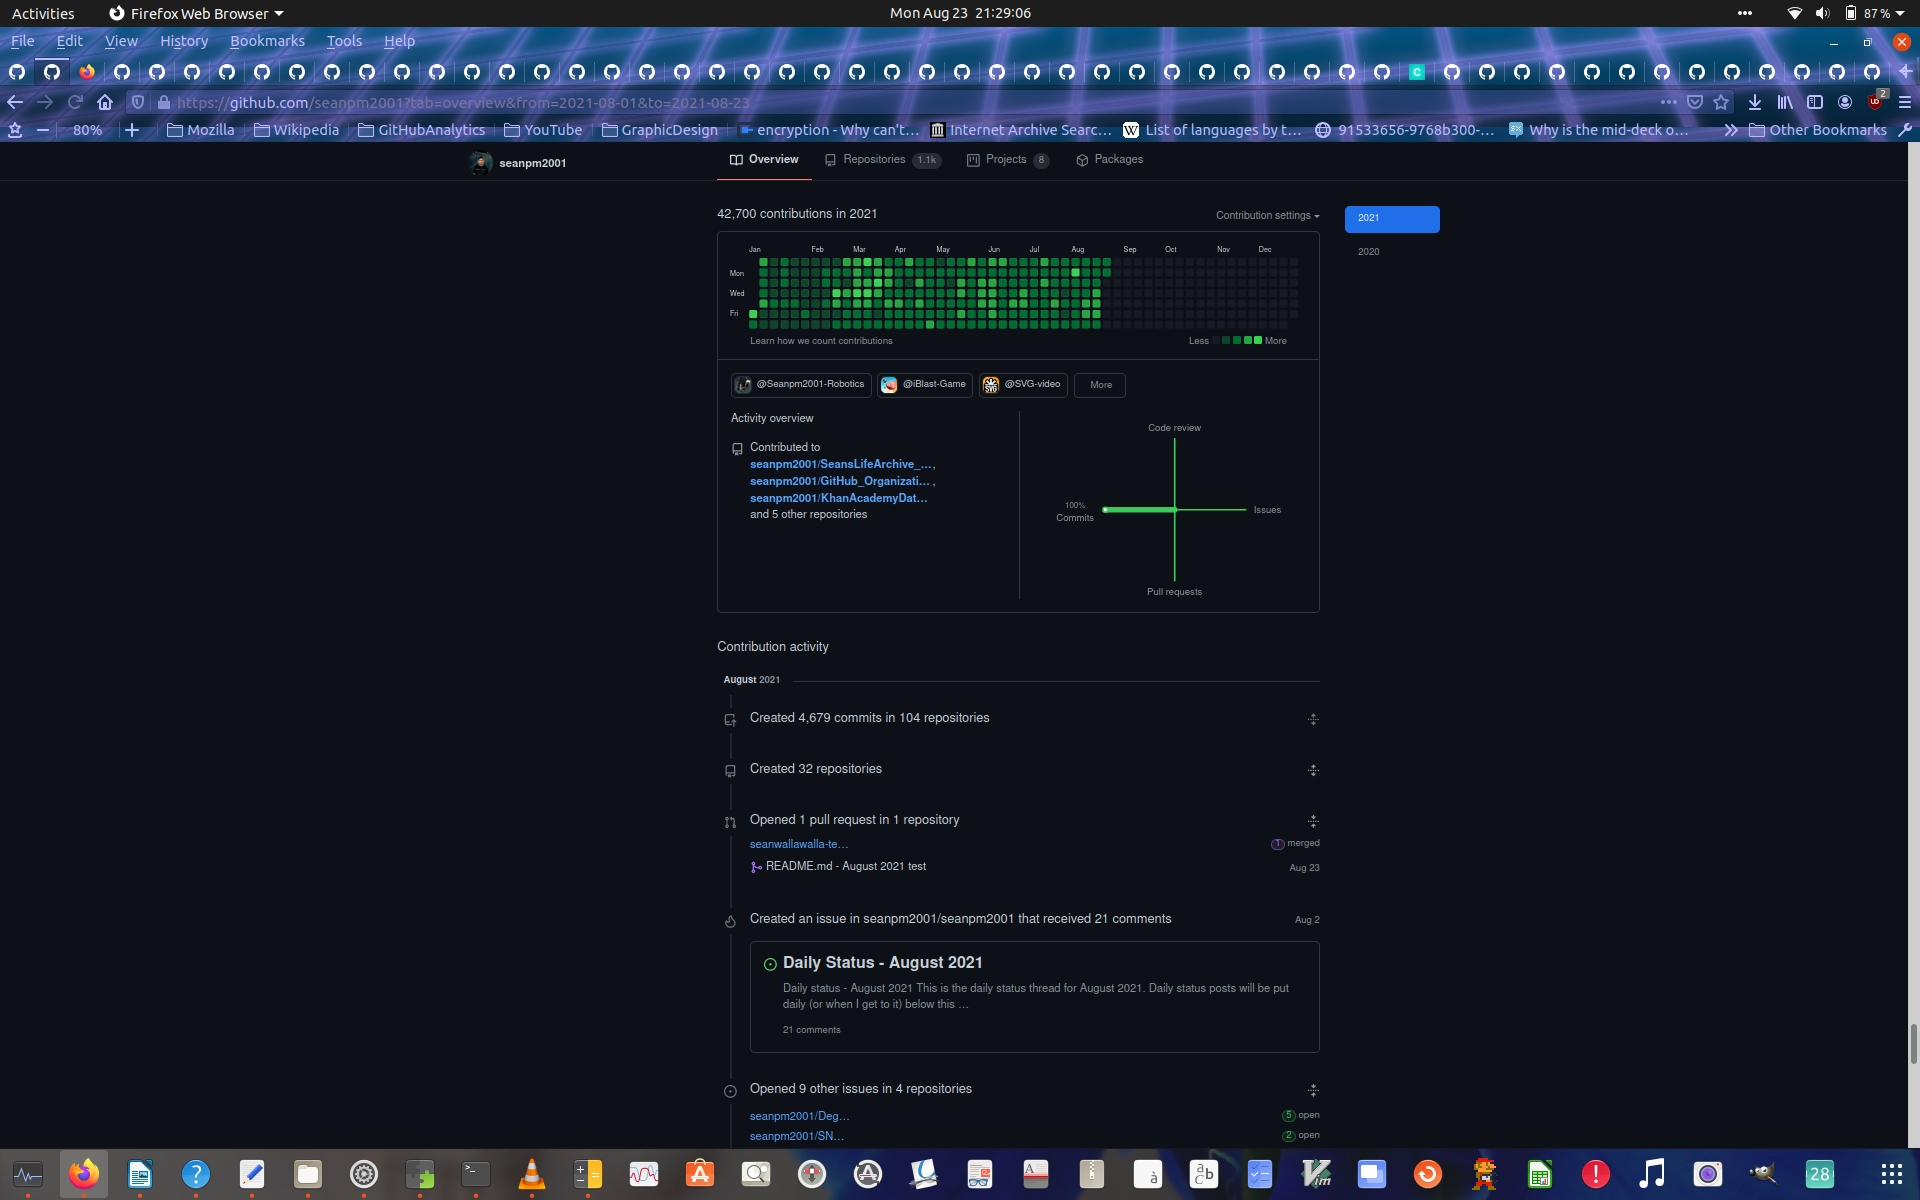 Activities Firefox Web Browser Mon Aug 23 21:29:06 87 %
File Edit View History Bookmarks Tools Help
https://github.com/seanpm2001?tab=overview&from=2021-08-01&to=2021-08-23 2
80% Mozilla Wikipedia GitHubAnalytics YouTube GraphicDesign encryption - Why can't… Internet Archive Searc… List of languages by t… 91533656-9768b300-… Why is the mid-deck o… Other Bookmarks
seanpm2001 Overview Repositories 1.1k Projects 8 Packages
42,700 contributions in 2021 Contribution settings 2021
2020
Jan Feb Mar Apr May Jun Jul Aug Sep Oct Nov Dec
Mon
Wed
Fri
Learn how we count contributions Less More
@Seanpm2001-Robotics @iBlast-Game @SVG-video More
Activity overview
Contributed to
seanpm2001/SeansLifeArchive_…,
seanpm2001/GitHub_Organizati… ,
seanpm2001/KhanAcademyDat…
and 5 other repositories
Code review
100%
Commits
Issues
Pull requests
Contribution activity
August 2021
Created 4,679 commits in 104 repositories
Created 32 repositories
Opened 1 pull request in 1 repository
seanwallawalla-te… 1 merged
README.md - August 2021 test Aug 23
Created an issue in seanpm2001/seanpm2001 that received 21 comments Aug 2
Daily Status - August 2021
Daily status - August 2021 This is the daily status thread for August 2021. Daily status posts will be put
daily (or when I get to it) below this …
21 comments
Opened 9 other issues in 4 repositories
seanpm2001/Deg… 5 open
seanpm2001/SN… 2 open
28